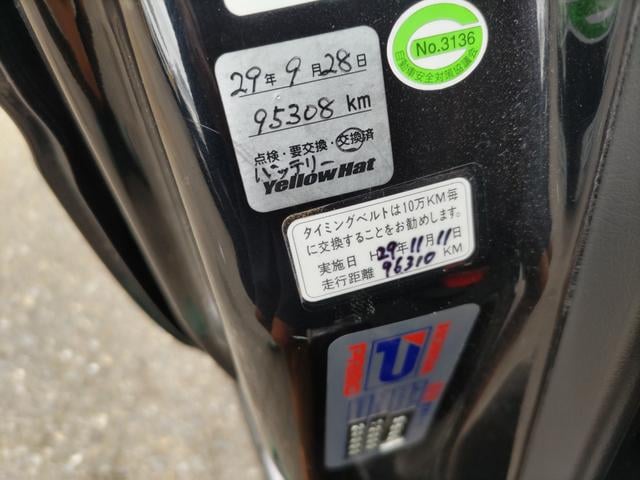 No.3136
自動車安全対策協議会
29年9月28日
95308 km
点検・要交換・交換済
バッテリー
YellowHat
タイミングベルトは10万KM毎
に交換することをお勧めします。
実施日 H29年11月11日
走行距離 96310 KM